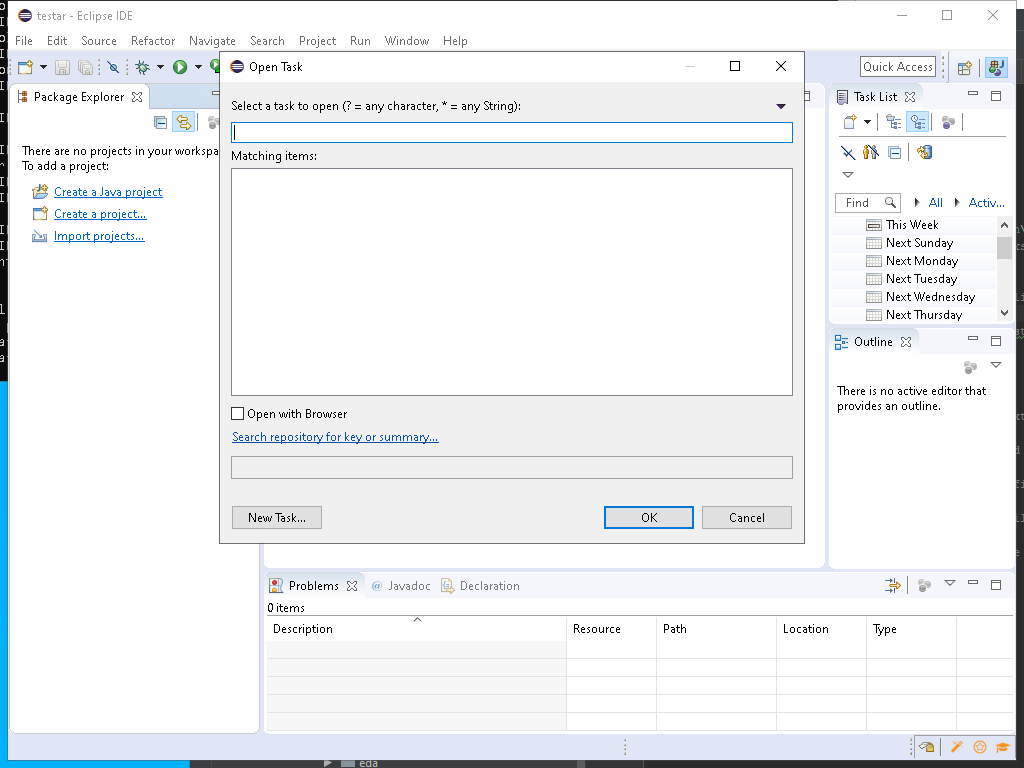 testar - Eclipse IDE
File Edit Source Refactor Navigate Search Project Run Window Help
Quick Access
Package Explorer
There are no projects in your workspa
To add a project:
Create a Java project
Create a project...
Import projects...
Open Task
Select a task to open (? = any character, * = any String):
Matching items:
Open with Browser
Search repository for key or summary...
New Task...
OK
Cancel
Task List
Find
All
Activ...
This Week
Next Sunday
Next Monday
Next Tuesday
Next Wednesday
Next Thursday
Outline
There is no active editor that
provides an outline.
Problems
@ Javadoc
Declaration
0 items
Description Resource Path Location Type
eda